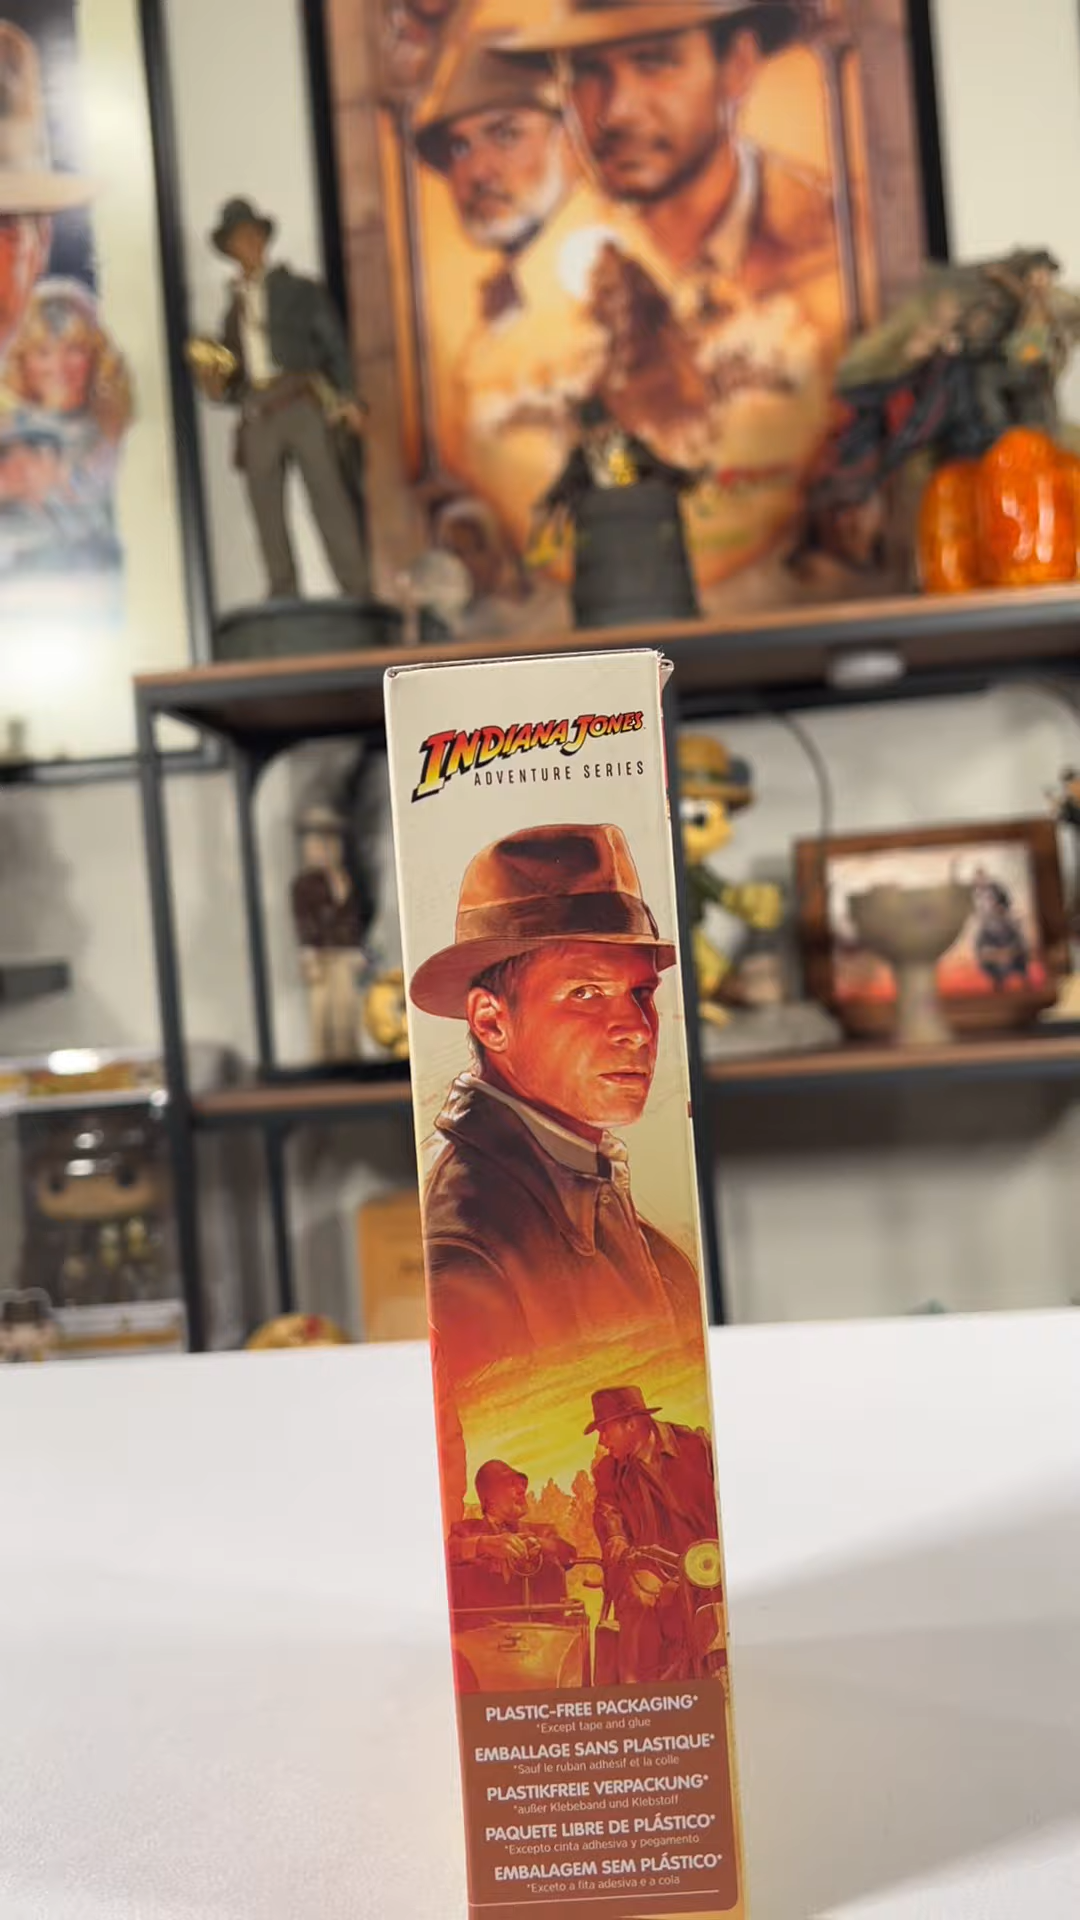 INDIANA JONES
ADVENTURE SERIES
PLASTIC-FREE PACKAGING*
*Except tape and glue
EMBALLAGE SANS PLASTIQUE*
*Sauf le ruban adhésif et la colle
PLASTIKFREIE VERPACKUNG*
*außer Klebeband und Klebstoff
PAQUETE LIBRE DE PLÁSTICO*
*Excepto cinta adhesiva y pegamento
EMBALAGEM SEM PLÁSTICO*
*Exceto a fita adesiva e a cola